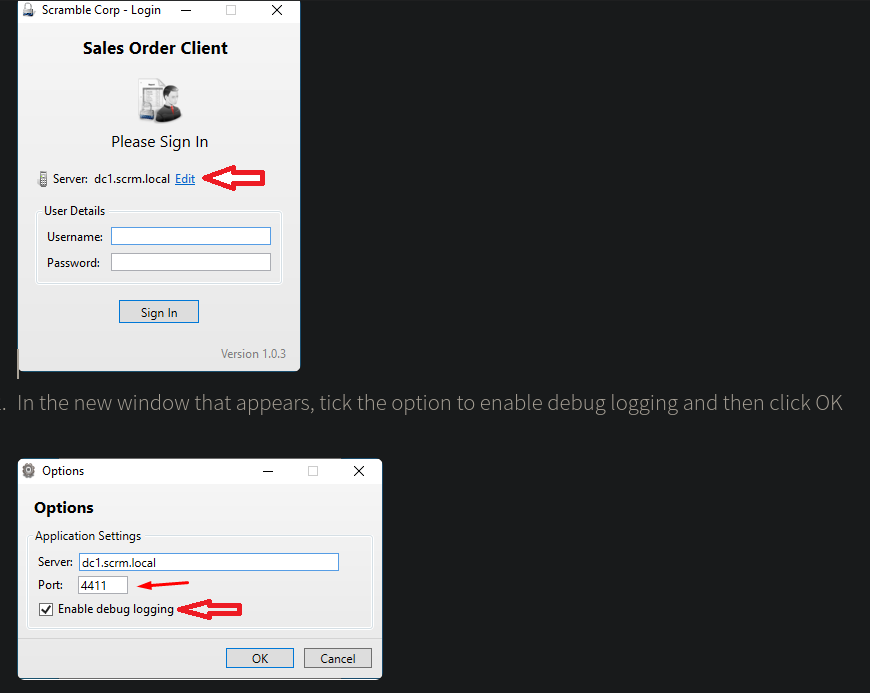 Scramble Corp - Login
Sales Order Client
Please Sign In
Server: dc1.scrm.local Edit
User Details
Username:
Password:
Sign In
Version 1.0.3
. In the new window that appears, tick the option to enable debug logging and then click OK
Options
Options
Application Settings
Server: dc1.scrm.local
Port: 4411
Enable debug logging
OK Cancel